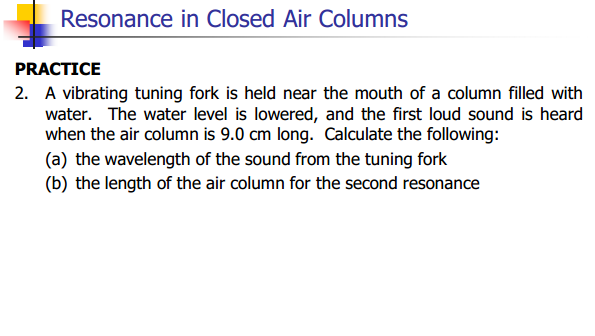 Resonance in Closed Air Columns
PRACTICE
2. A vibrating tuning fork is held near the mouth of a column filled with
water. The water level is lowered, and the first loud sound is heard
when the air column is 9.0 cm long. Calculate the following:
(a) the wavelength of the sound from the tuning fork
(b) the length of the air column for the second resonance